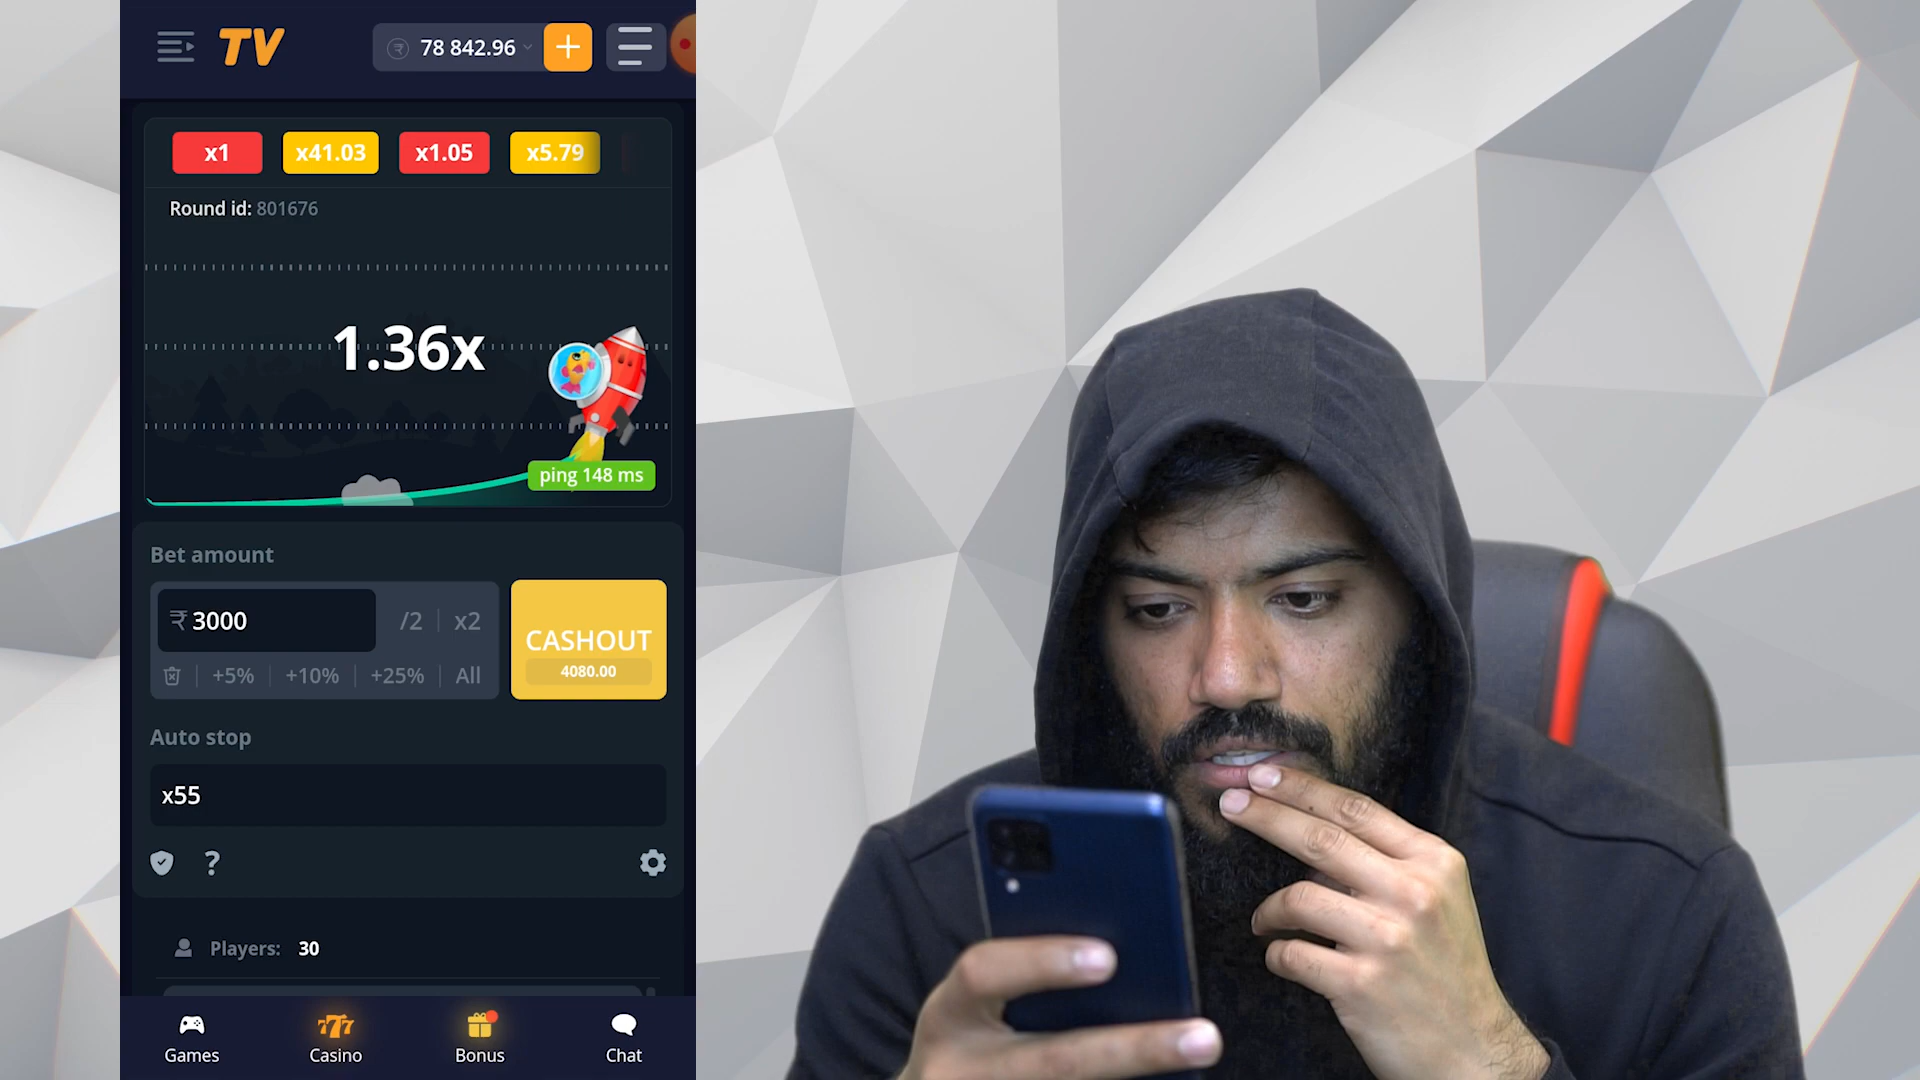 TV
78 842.96
x1 x41.03 x1.05 x5.79
Round id: 801676
1.36x
ping 148 ms
Bet amount
₹ 3000 /2 x2
+5% +10% +25% All
CASHOUT
4080.00
Auto stop
x55
?
Players: 30
777
Games Casino Bonus Chat